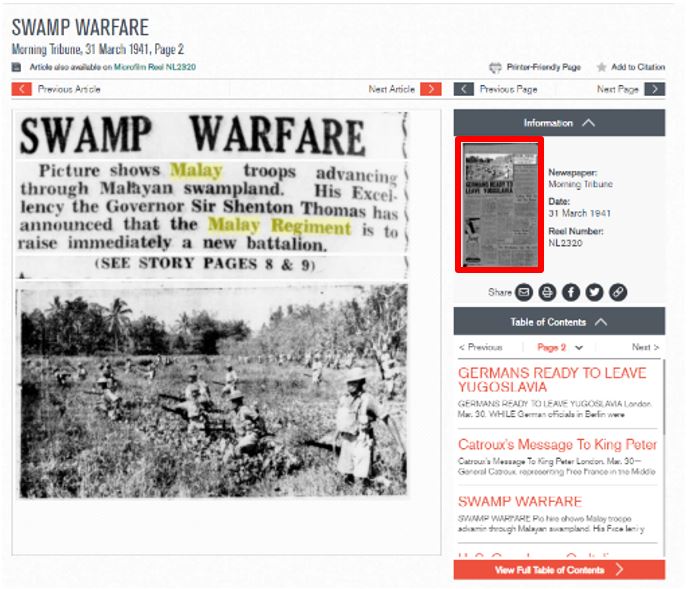 SWAMP WARFARE
Morning Tribune, 31 March 1941, Page 2
Article also available on Microfilm Reel NL2320
Printer-Friendly Page
Add to Citation
Previous Article
Next Article
Previous Page
Next Page
SWAMP WARFARE
Picture shows Malay troops advancing
through Malayan swampland. His Excel-
lency the Governor Sir Shenton Thomas has
announced that the Malay Regiment is to
raise immediately a new battalion.
(SEE STORY PAGES 8 & 9)
Information
GERMANS READY TO
LEAVE YUGOSLAVIA
Newspaper:
Morning Tribune
Date:
31 March 1941
Reel Number:
NL2320
Share
Table of Contents
< Previous
Page 2
Next >
GERMANS READY TO LEAVE
YUGOSLAVIA
GERMANS READY TO LEAVE YUGOSLAVIA London.
Mar. 30. WHILE German officials in Berlin were
Catroux's Message To King Peter
Catroux's Message To King Peter London. Mar. 30—
General Catroux. representing Free France in the Middle
SWAMP WARFARE
SWAMP WARFARE Pic hire shows Malay troops
advamin through Malayan swampland. His Exe lleni y
View Full Table of Contents